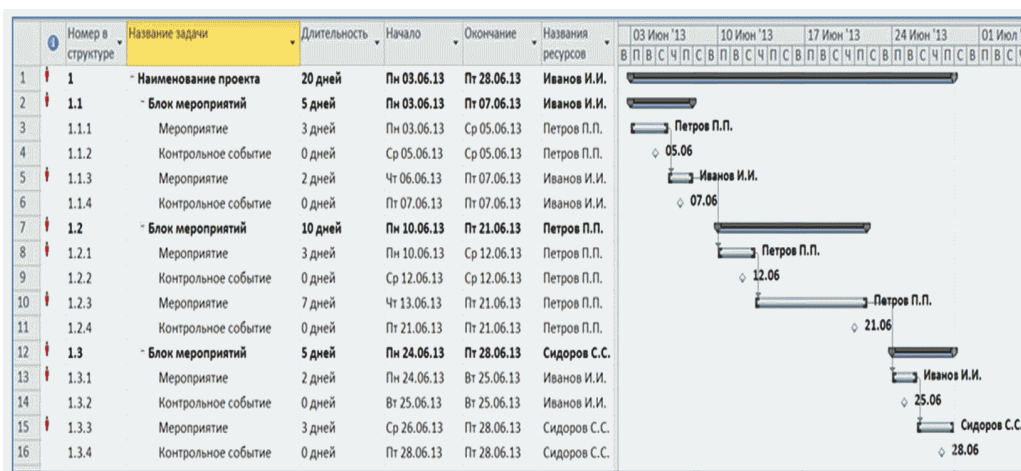 Номер в структуре Название задачи Длительность Начало Окончание Названия ресурсов 03 Июн '13 10 Июн '13 17 Июн '13 24 Июн '13 01 Июл
В П В С Ч П С В П В С Ч П С В П В С Ч П С В П В С Ч П С В П В С Ч
1 1 Наименование проекта 20 дней Пн 03.06.13 Пт 28.06.13 Иванов И.И.
2 1.1 Блок мероприятий 5 дней Пн 03.06.13 Пт 07.06.13 Иванов И.И.
3 1.1.1 Мероприятие 3 дней Пн 03.06.13 Ср 05.06.13 Петров П.П. Петров П.П.
4 1.1.2 Контрольное событие 0 дней Ср 05.06.13 Ср 05.06.13 Петров П.П. 05.06
5 1.1.3 Мероприятие 2 дней Чт 06.06.13 Пт 07.06.13 Иванов И.И. Иванов И.И.
6 1.1.4 Контрольное событие 0 дней Пт 07.06.13 Пт 07.06.13 Иванов И.И. 07.06
7 1.2 Блок мероприятий 10 дней Пн 10.06.13 Пт 21.06.13 Петров П.П.
8 1.2.1 Мероприятие 3 дней Пн 10.06.13 Ср 12.06.13 Петров П.П. Петров П.П.
9 1.2.2 Контрольное событие 0 дней Ср 12.06.13 Ср 12.06.13 Петров П.П. 12.06
10 1.2.3 Мероприятие 7 дней Чт 13.06.13 Пт 21.06.13 Петров П.П. Петров П.П.
11 1.2.4 Контрольное событие 0 дней Пт 21.06.13 Пт 21.06.13 Петров П.П. 21.06
12 1.3 Блок мероприятий 5 дней Пн 24.06.13 Пт 28.06.13 Сидоров С.С.
13 1.3.1 Мероприятие 2 дней Пн 24.06.13 Вт 25.06.13 Иванов И.И. Иванов И.И.
14 1.3.2 Контрольное событие 0 дней Вт 25.06.13 Вт 25.06.13 Иванов И.И. 25.06
15 1.3.3 Мероприятие 3 дней Ср 26.06.13 Пт 28.06.13 Сидоров С.С. Сидоров С.С.
16 1.3.4 Контрольное событие 0 дней Пт 28.06.13 Пт 28.06.13 Сидоров С.С. 28.06